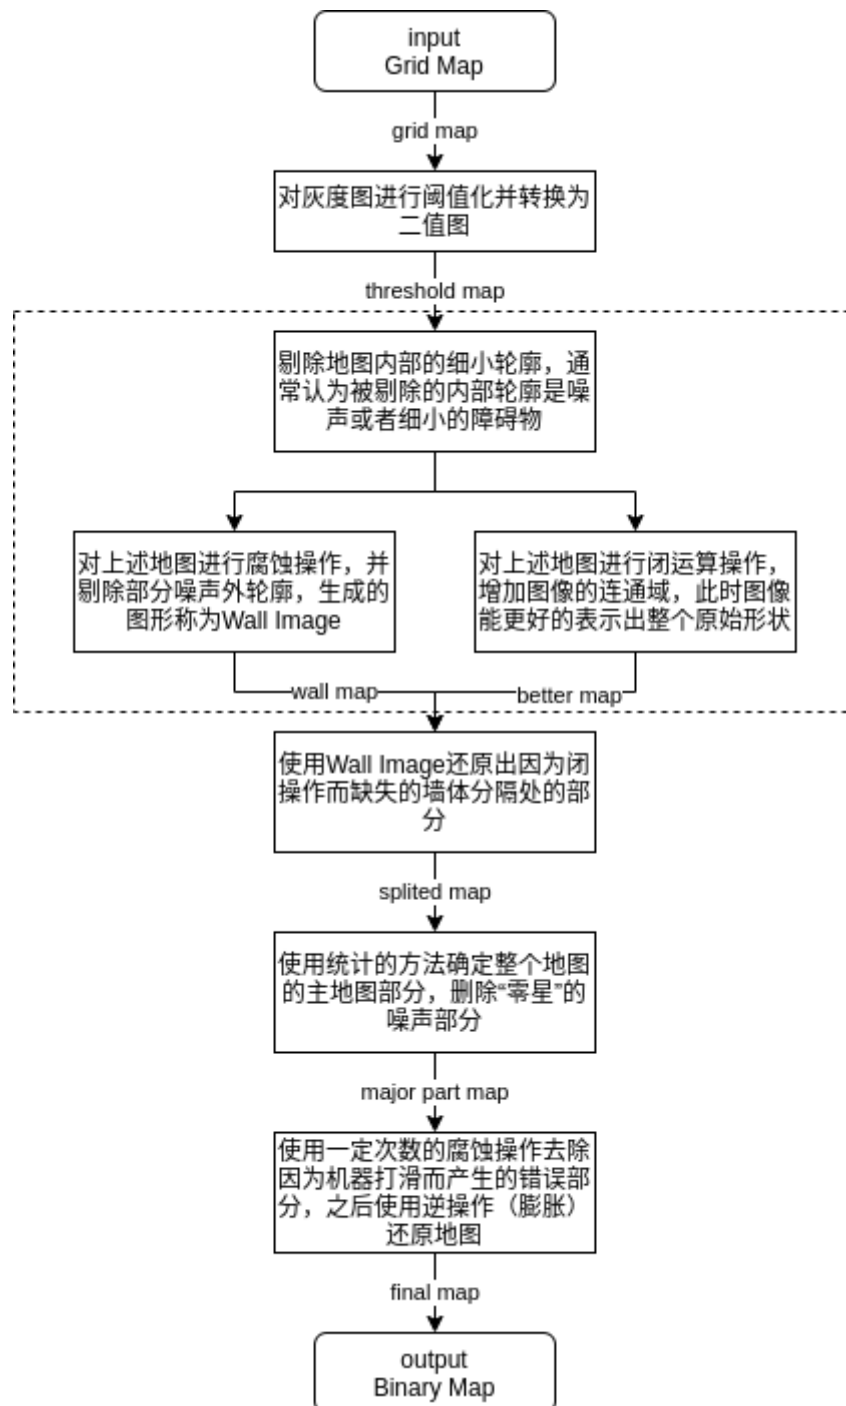 input
Grid Map
grid map
对灰度图进行阈值化并转换为
二值图
threshold map
剔除地图内部的细小轮廓，通
常认为被剔除的内部轮廓是噪
声或者细小的障碍物
对上述地图进行腐蚀操作，并
剔除部分噪声外轮廓，生成的
图形称为Wall Image
对上述地图进行闭运算操作，
增加图像的连通域，此时图像
能更好的表示出整个原始形状
wall map
better map
使用Wall Image还原出因为闭
操作而缺失的墙体分隔处的部
分
splited map
使用统计的方法确定整个地图
的主地图部分，删除“零星”的
噪声部分
major part map
使用一定次数的腐蚀操作去除
因为机器打滑而产生的错误部
分，之后使用逆操作（膨胀）
还原地图
final map
output
Binary Map